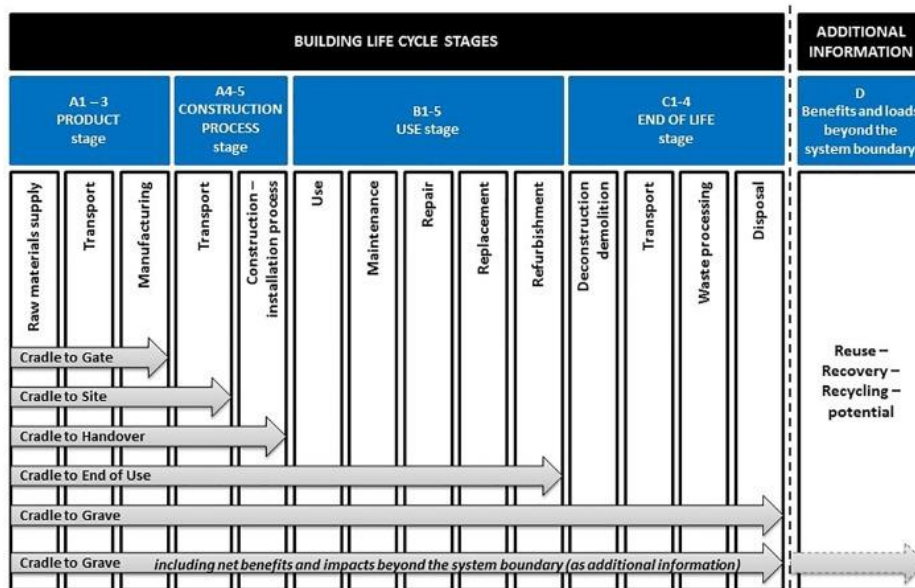 BUILDING LIFE CYCLE STAGES
ADDITIONAL
INFORMATION
A1 – 3
PRODUCT
stage
A4-5
CONSTRUCTION
PROCESS
stage
B1-5
USE stage
C1-4
END OF LIFE
stage
D
Benefits and loads
beyond the
system boundary
Raw materials supply
Transport
Manufacturing
Transport
Construction –
installation process
Use
Maintenance
Repair
Replacement
Refurbishment
Deconstruction
demolition
Transport
Waste processing
Disposal
Reuse –
Recovery –
Recycling –
potential
Cradle to Gate
Cradle to Site
Cradle to Handover
Cradle to End of Use
Cradle to Grave
Cradle to Grave including net benefits and impacts beyond the system boundary (as additional information)